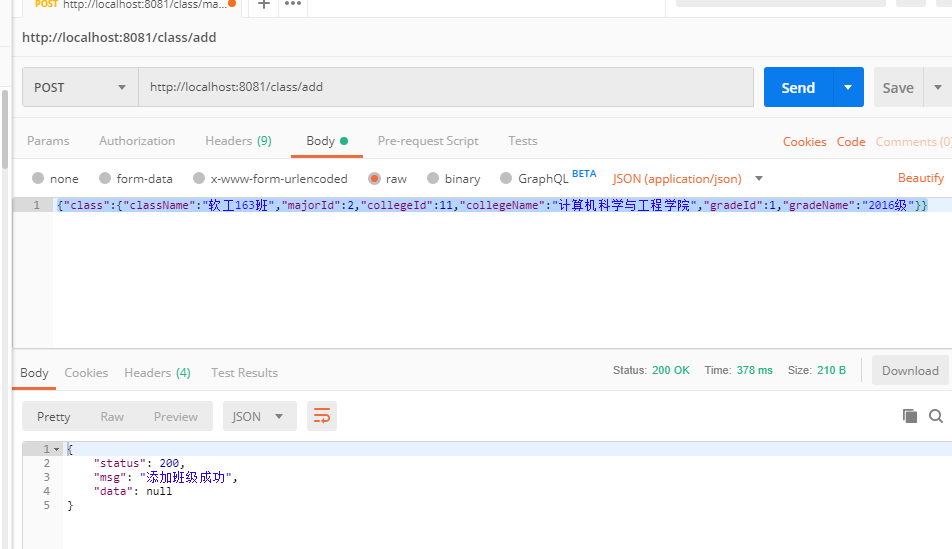 POST http://localhost:8081/class/ma... + •••
http://localhost:8081/class/add
POST http://localhost:8081/class/add Send Save
Params Authorization Headers (9) Body Pre-request Script Tests Cookies Code Comments (0)
none form-data x-www-form-urlencoded raw binary GraphQL BETA JSON (application/json) Beautify
1 {"class":{"className":"软工163班","majorId":2,"collegeId":11,"collegeName":"计算机科学与工程学院","gradeId":1,"gradeName":"2016级"}}
Body Cookies Headers (4) Test Results Status: 200 OK Time: 378 ms Size: 210 B Download
Pretty Raw Preview JSON
1 {
2 "status": 200,
3 "msg": "添加班级成功",
4 "data": null
5 }